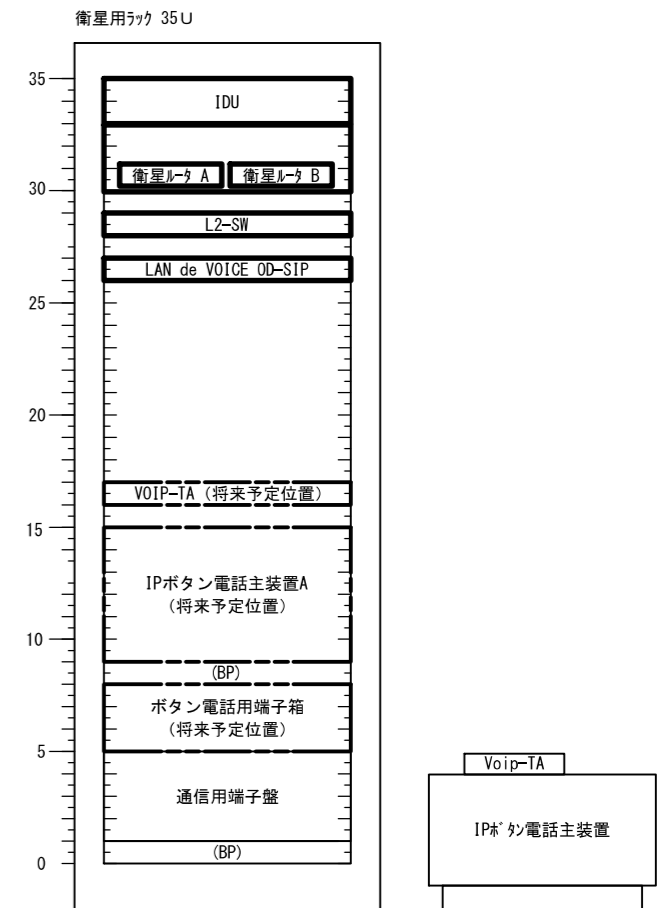 衛星用ﾗｯｸ 35U
35
IDU
衛星ﾙｰﾀ A
衛星ﾙｰﾀ B
30
L2-SW
LAN de VOICE OD-SIP
25
20
VOIP-TA (将来予定位置)
15
IPボタン電話主装置A
(将来予定位置)
10
(BP)
ボタン電話用端子箱
(将来予定位置)
5
通信用端子盤
(BP)
0
Voip-TA
IPﾎﾞﾀﾝ電話主装置